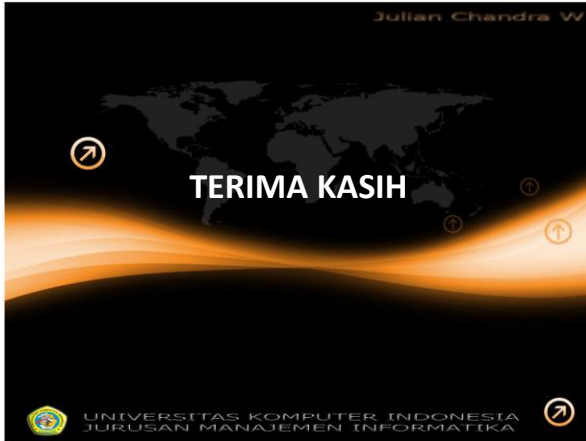 Julian Chandra W
TERIMA KASIH
UNIVERSITAS KOMPUTER INDONESIA
JURUSAN MANAJEMEN INFORMATIKA